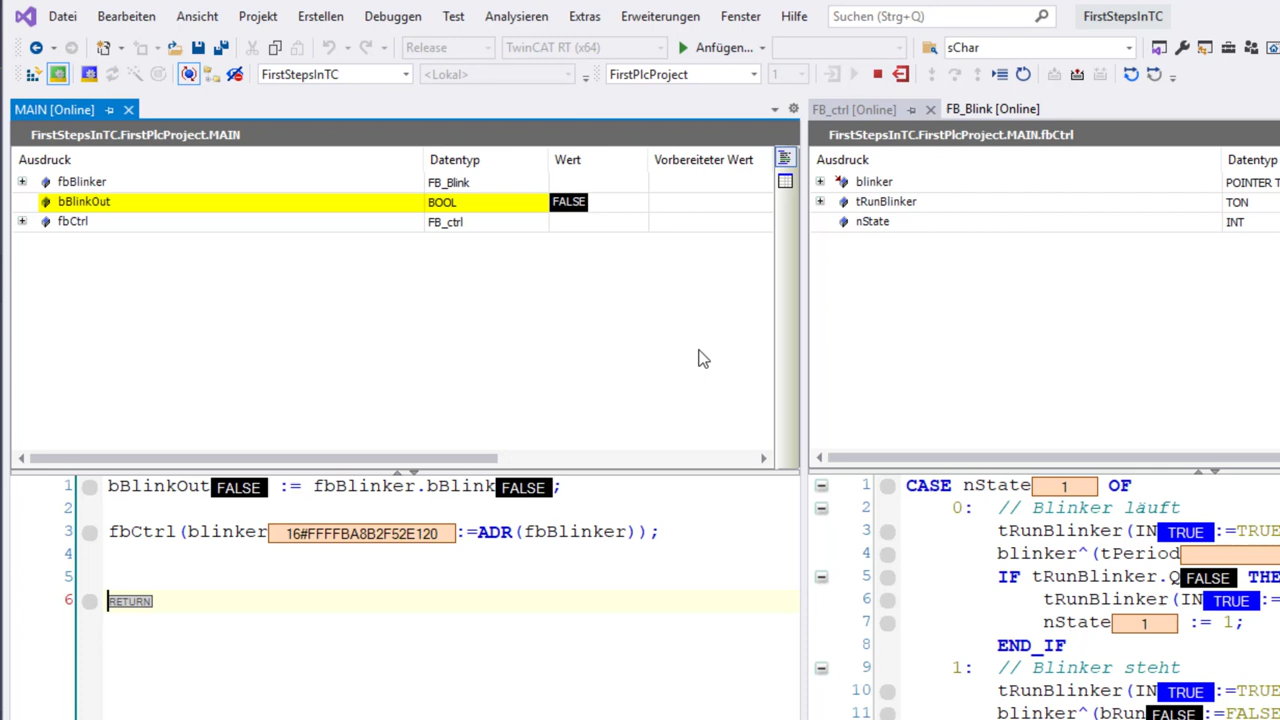 Datei Bearbeiten Ansicht Projekt Erstellen Debuggen Test Analysieren Extras Erweiterungen Fenster Hilfe Suchen (Strg+Q) FirstStepsInTC
Release TwinCAT RT (x64) Anfügen... sChar
FirstStepsInTC <Lokal> FirstPlcProject 1
MAIN [Online]
FirstStepsInTC.FirstPlcProject.MAIN
Ausdruck Datentyp Wert Vorbereiteter Wert
fbBlinker FB_Blink
bBlinkOut BOOL FALSE
fbCtrl FB_ctrl
1 bBlinkOut FALSE := fbBlinker.bBlink FALSE ;
2
3 fbCtrl(blinker 16#FFFFBA8B2F52E120 :=ADR(fbBlinker));
4
5
6 RETURN
FB_ctrl [Online] FB_Blink [Online]
FirstStepsInTC.FirstPlcProject.MAIN.fbCtrl
Ausdruck Datentyp
blinker POINTER T
tRunBlinker TON
nState INT
1 CASE nState 1 OF
2 0: // Blinker läuft
3 tRunBlinker(IN TRUE :=TRUE
4 blinker^(tPeriod
5 IF tRunBlinker.Q FALSE THE
6 tRunBlinker(IN TRUE :=
7 nState 1 := 1;
8 END_IF
9 1: // Blinker steht
10 tRunBlinker(IN TRUE :=TRUE
11 blinker^(bRun FALSE :=FALSE